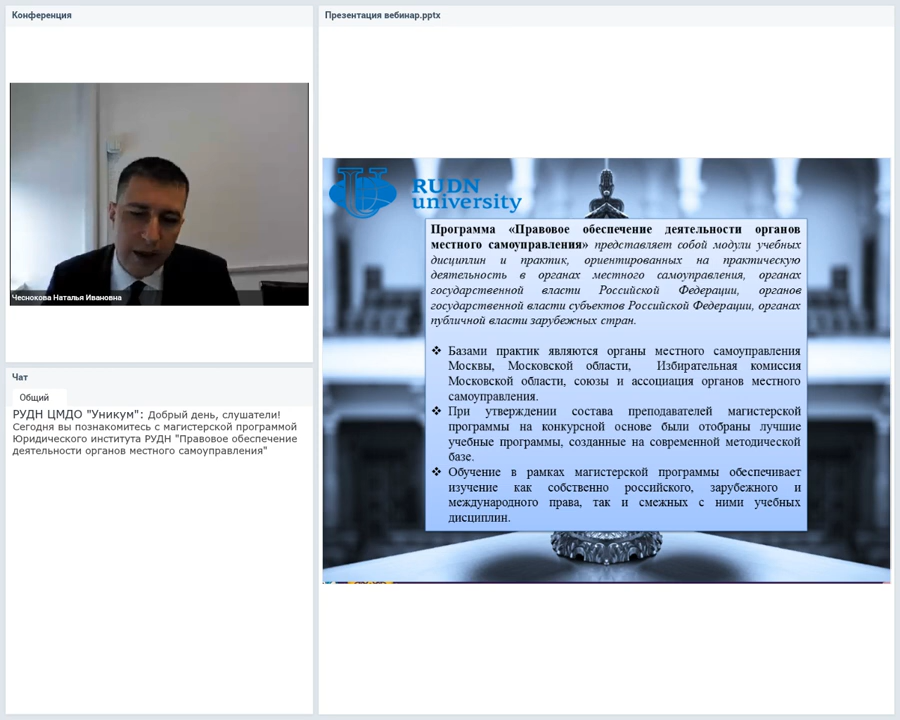 Конференция
Чеснокова Наталья Ивановна
Чат
Общий
РУДН ЦМДО "Уникум": Добрый день, слушатели!
Сегодня вы познакомитесь с магистерской программой
Юридического института РУДН "Правовое обеспечение
деятельности органов местного самоуправления"
Презентация вебинар.pptx
RUDN
university
Программа «Правовое обеспечение деятельности органов
местного самоуправления» представляет собой модули учебных
дисциплин и практик, ориентированных на практическую
деятельность в органах местного самоуправления, органах
государственной власти Российской Федерации, органов
государственной власти субъектов Российской Федерации, органах
публичной власти зарубежных стран.
❖ Базами практик являются органы местного самоуправления
Москвы, Московской области, Избирательная комиссия
Московской области, союзы и ассоциация органов местного
самоуправления.
❖ При утверждении состава преподавателей магистерской
программы на конкурсной основе были отобраны лучшие
учебные программы, созданные на современной методической
базе.
❖ Обучение в рамках магистерской программы обеспечивает
изучение как собственно российского, зарубежного и
международного права, так и смежных с ними учебных
дисциплин.